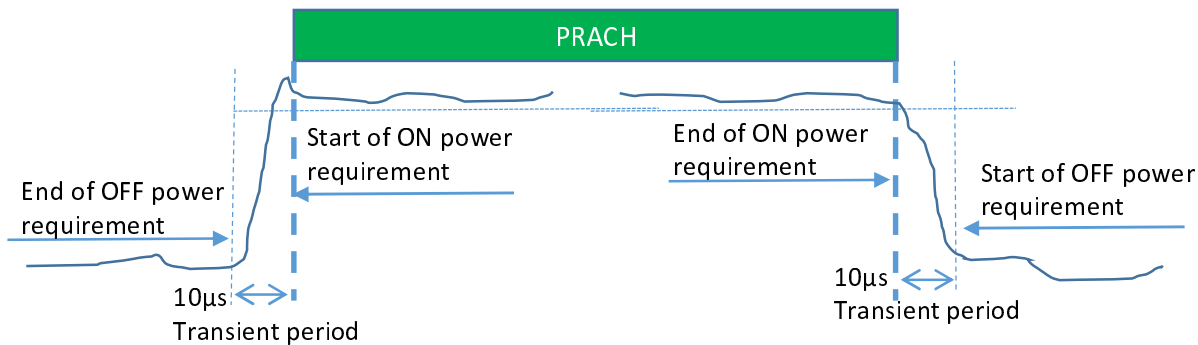 PRACH
Start of ON power
requirement
End of ON power
requirement
End of OFF power
requirement
Start of OFF power
requirement
10µs
Transient period
10µs
Transient period